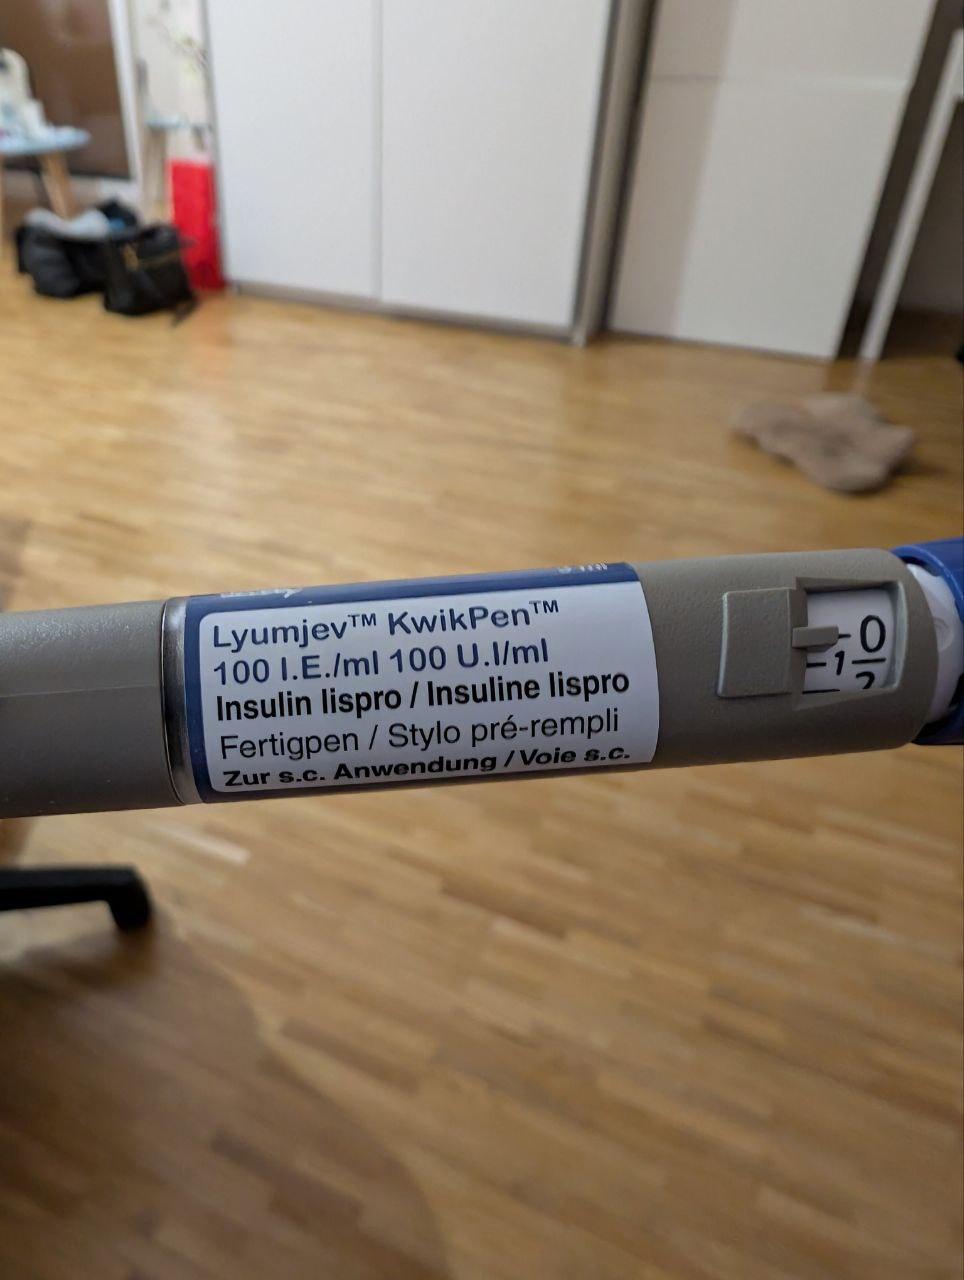 Lyumjev™ KwikPen™
100 I.E./ml 100 U.I/ml
Insulin lispro / Insuline lispro
Fertigpen / Stylo pré-rempli
Zur s.c. Anwendung / Voie s.c.
0
1
2